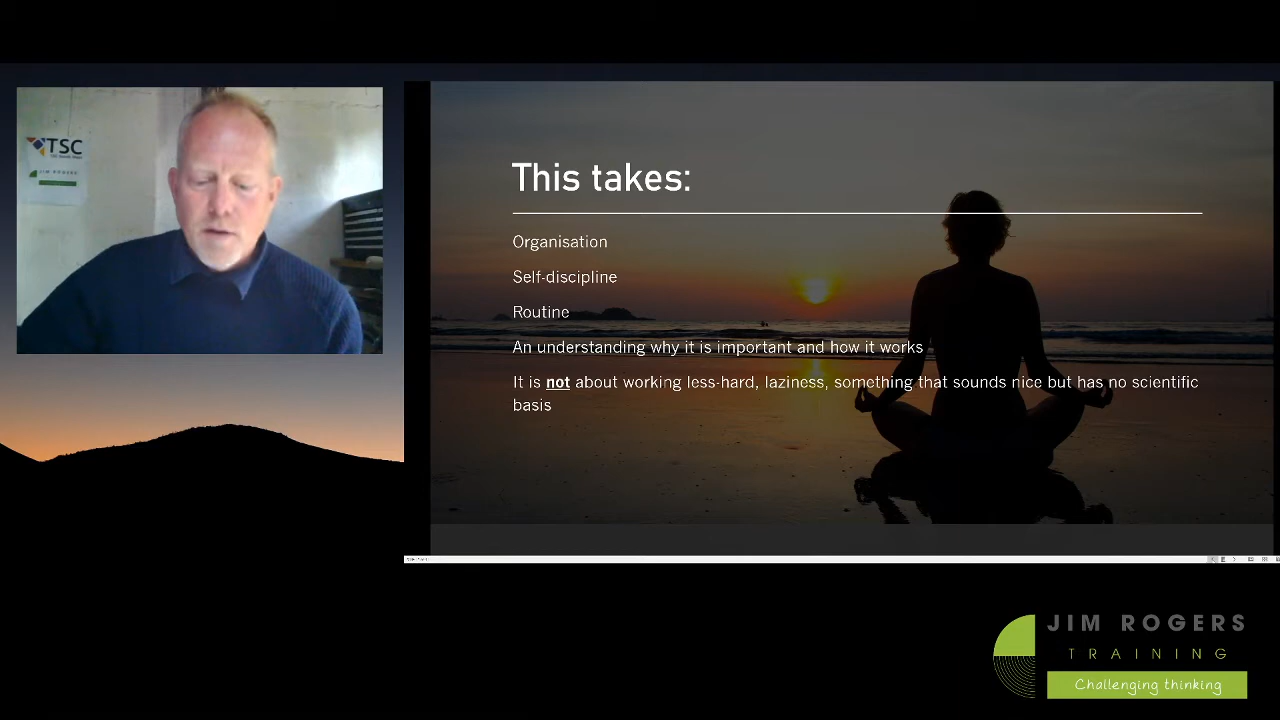 TSC
JIM ROGERS
This takes:
Organisation
Self-discipline
Routine
An understanding why it is important and how it works
It is not about working less-hard, laziness, something that sounds nice but has no scientific
basis
JIM ROGERS
TRAINING
Challenging thinking